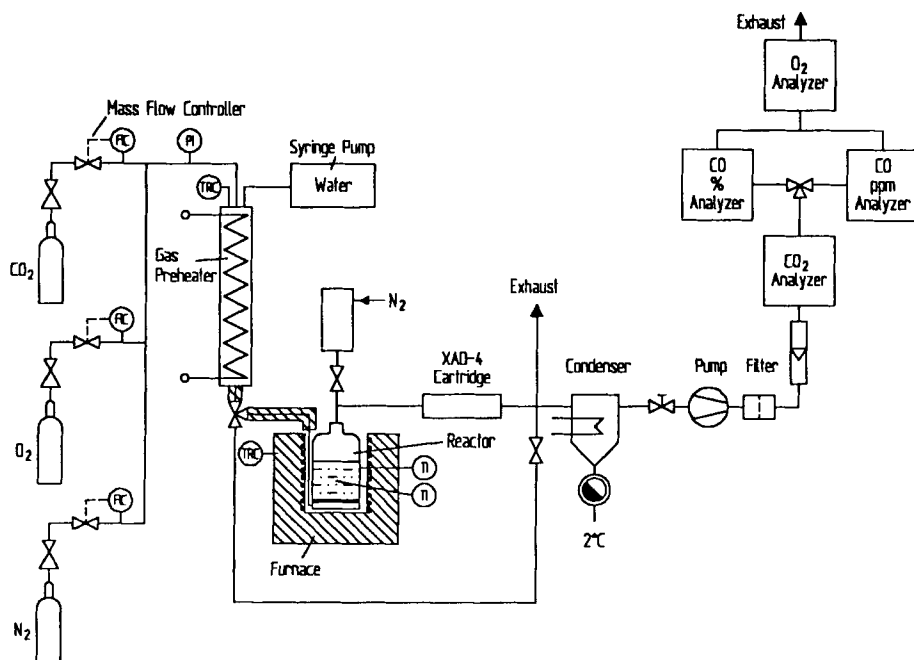 Exhaust
O2
Analyzer
Mass Flow Controller
FIC
PI
Syringe Pump
Water
CO
%
Analyzer
CO
ppm
Analyzer
TRC
CO2
Gas
Preheater
CO2
Analyzer
N2
Exhaust
FIC
XAD-4
Cartridge
Condenser
Pump
Filter
O2
Reactor
TRC
TI
TI
FIC
2°C
Furnace
N2